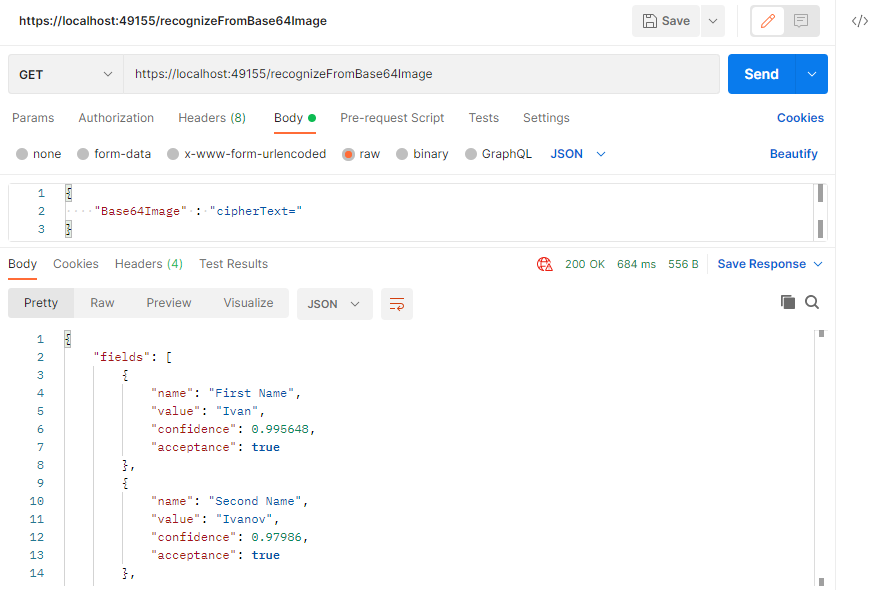 https://localhost:49155/recognizeFromBase64Image
Save
GET
https://localhost:49155/recognizeFromBase64Image
Send
Params Authorization Headers (8) Body Pre-request Script Tests Settings Cookies
none form-data x-www-form-urlencoded raw binary GraphQL JSON Beautify
1 {
2 ····"Base64Image"·:·"cipherText="
3 }
Body Cookies Headers (4) Test Results 200 OK 684 ms 556 B Save Response
Pretty Raw Preview Visualize JSON
1 {
2 "fields": [
3 {
4 "name": "First Name",
5 "value": "Ivan",
6 "confidence": 0.995648,
7 "acceptance": true
8 },
9 {
10 "name": "Second Name",
11 "value": "Ivanov",
12 "confidence": 0.97986,
13 "acceptance": true
14 },